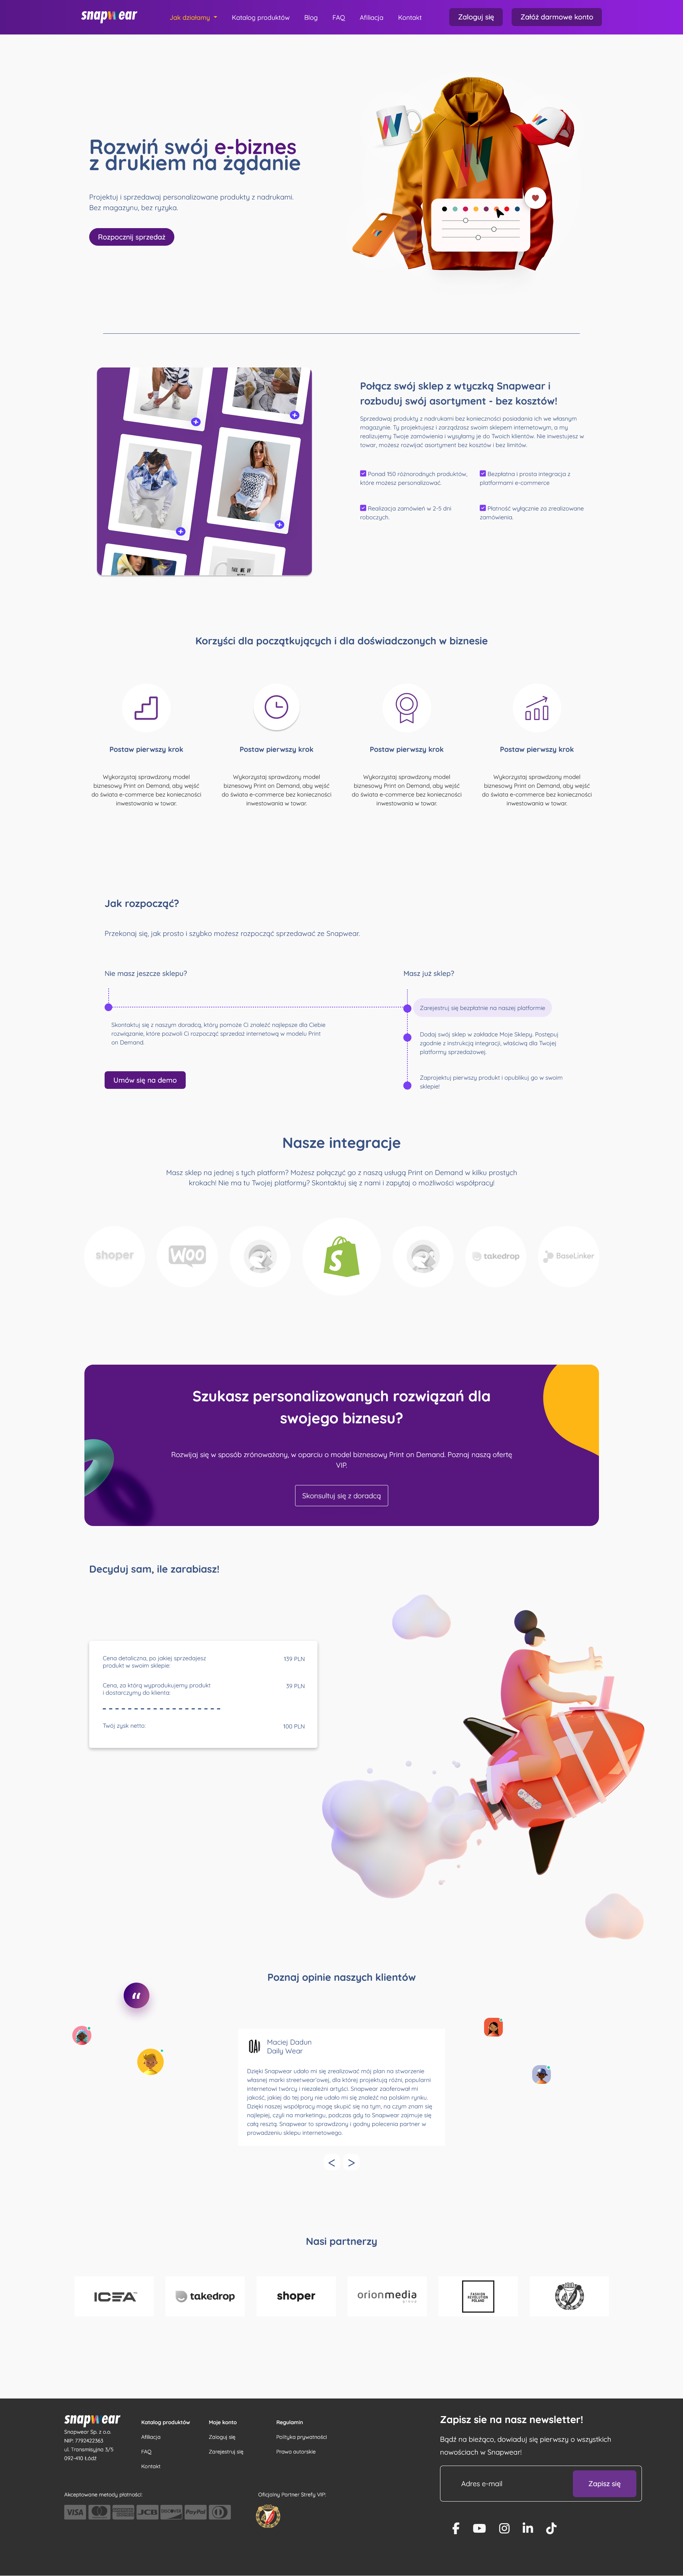 snapwear
Jak działamy
Katalog produktów
Blog
FAQ
Afiliacja
Kontakt
Zaloguj się
Załóż darmowe konto
Rozwiń swój e-biznes
z drukiem na żądanie
Projektuj i sprzedawaj personalizowane produkty z nadrukami.
Bez magazynu, bez ryzyka.
Rozpocznij sprzedaż
Połącz swój sklep z wtyczką Snapwear i
rozbuduj swój asortyment - bez kosztów!
Sprzedawaj produkty z nadrukami bez konieczności posiadania ich we własnym
magazynie. Ty projektujesz i zarządzasz swoim sklepem internetowym, a my
realizujemy Twoje zamówienia i wysyłamy je do Twoich klientów. Nie inwestujesz w
towar, możesz rozwijać asortyment bez kosztów i bez limitów.
Ponad 150 różnorodnych produktów,
które możesz personalizować.
Bezpłatna i prosta integracja z
platformami e-commerce
Realizacja zamówień w 2-5 dni
roboczych.
Płatność wyłącznie za zrealizowane
zamówienia.
Korzyści dla początkujących i dla doświadczonych w biznesie
Postaw pierwszy krok
Wykorzystaj sprawdzony model
biznesowy Print on Demand, aby wejść
do świata e-commerce bez konieczności
inwestowania w towar.
Postaw pierwszy krok
Wykorzystaj sprawdzony model
biznesowy Print on Demand, aby wejść
do świata e-commerce bez konieczności
inwestowania w towar.
Postaw pierwszy krok
Wykorzystaj sprawdzony model
biznesowy Print on Demand, aby wejść
do świata e-commerce bez konieczności
inwestowania w towar.
Postaw pierwszy krok
Wykorzystaj sprawdzony model
biznesowy Print on Demand, aby wejść
do świata e-commerce bez konieczności
inwestowania w towar.
Jak rozpocząć?
Przekonaj się, jak prosto i szybko możesz rozpocząć sprzedawać ze Snapwear.
Nie masz jeszcze sklepu?
Skontaktuj się z naszym doradcą, który pomoże Ci znaleźć najlepsze dla Ciebie
rozwiązanie, które pozwoli Ci rozpocząć sprzedaż internetową w modelu Print
on Demand.
Umów się na demo
Masz już sklep?
Zarejestruj się bezpłatnie na naszej platformie
Dodaj swój sklep w zakładce Moje Sklepy. Postępuj
zgodnie z instrukcją integracji, właściwą dla Twojej
platformy sprzedażowej.
Zaprojektuj pierwszy produkt i opublikuj go w swoim
sklepie!
Nasze integracje
Masz sklep na jednej s tych platform? Możesz połączyć go z naszą usługą Print on Demand w kilku prostych
krokach! Nie ma tu Twojej platformy? Skontaktuj się z nami i zapytaj o możliwości współpracy!
shoper
WOO
takedrop
BaseLinker
Szukasz personalizowanych rozwiązań dla
swojego biznesu?
Rozwijaj się w sposób zrónoważony, w oparciu o model biznesowy Print on Demand. Poznaj naszą ofertę
VIP.
Skonsultuj się z doradcą
Decyduj sam, ile zarabiasz!
Cena detaliczna, po jakiej sprzedajesz
produkt w swoim sklepie:
139 PLN
Cena, za którą wyprodukujemy produkt
i dostarczymy do klienta:
39 PLN
Twój zysk netto:
100 PLN
Poznaj opinie naszych klientów
Maciej Dadun
Daily Wear
Dzięki Snapwear udało mi się zrealizować mój plan na stworzenie
własnej marki streetwear'owej, dla której projektują różni, popularni
internetowi twórcy i niezależni artyści. Snapwear zaoferował mi
jakość, jakiej do tej pory nie udało mi się znaleźć na polskim rynku.
Dzięki naszej współpracy mogę skupić się na tym, na czym znam się
najlepiej, czyli na marketingu, podczas gdy to Snapwear zajmuje się
całą resztą. Snapwear to sprawdzony i godny polecenia partner w
prowadzeniu sklepu internetowego.
< >
Nasi partnerzy
ICEA
takedrop
shoper
orionmedia
FASHION
REVOLUTION
POLAND
snapwear
Snapwear Sp. z o.o.
NIP: 7792422363
ul. Transmisyjna 3/5
092-410 Łódź
Katalog produktów
Afiliacja
FAQ
Kontakt
Moje konto
Zaloguj się
Zarejestruj się
Regulamin
Polityka prywatności
Prawa autorskie
Zapisz sie na nasz newsletter!
Bądź na bieżąco, dowiaduj się pierwszy o wszystkich
nowościach w Snapwear!
Adres e-mail
Zapisz się
Akceptowane metody płatności:
VISA
JCB
DISCOVER
PayPal
Oficjalny Partner Strefy VIP: